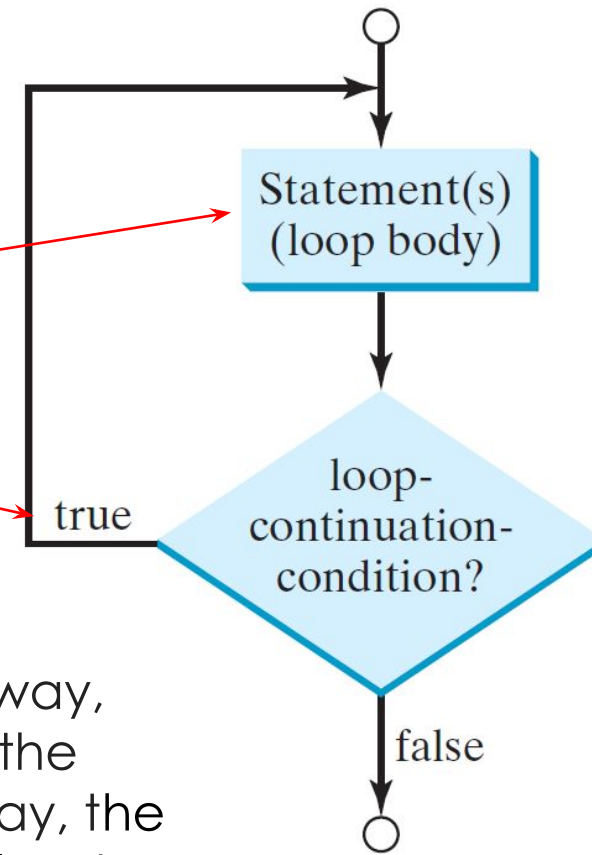 Statement(s)
(loop body)
true
loop-
continuation-
condition?
way,
the
ay, the
false